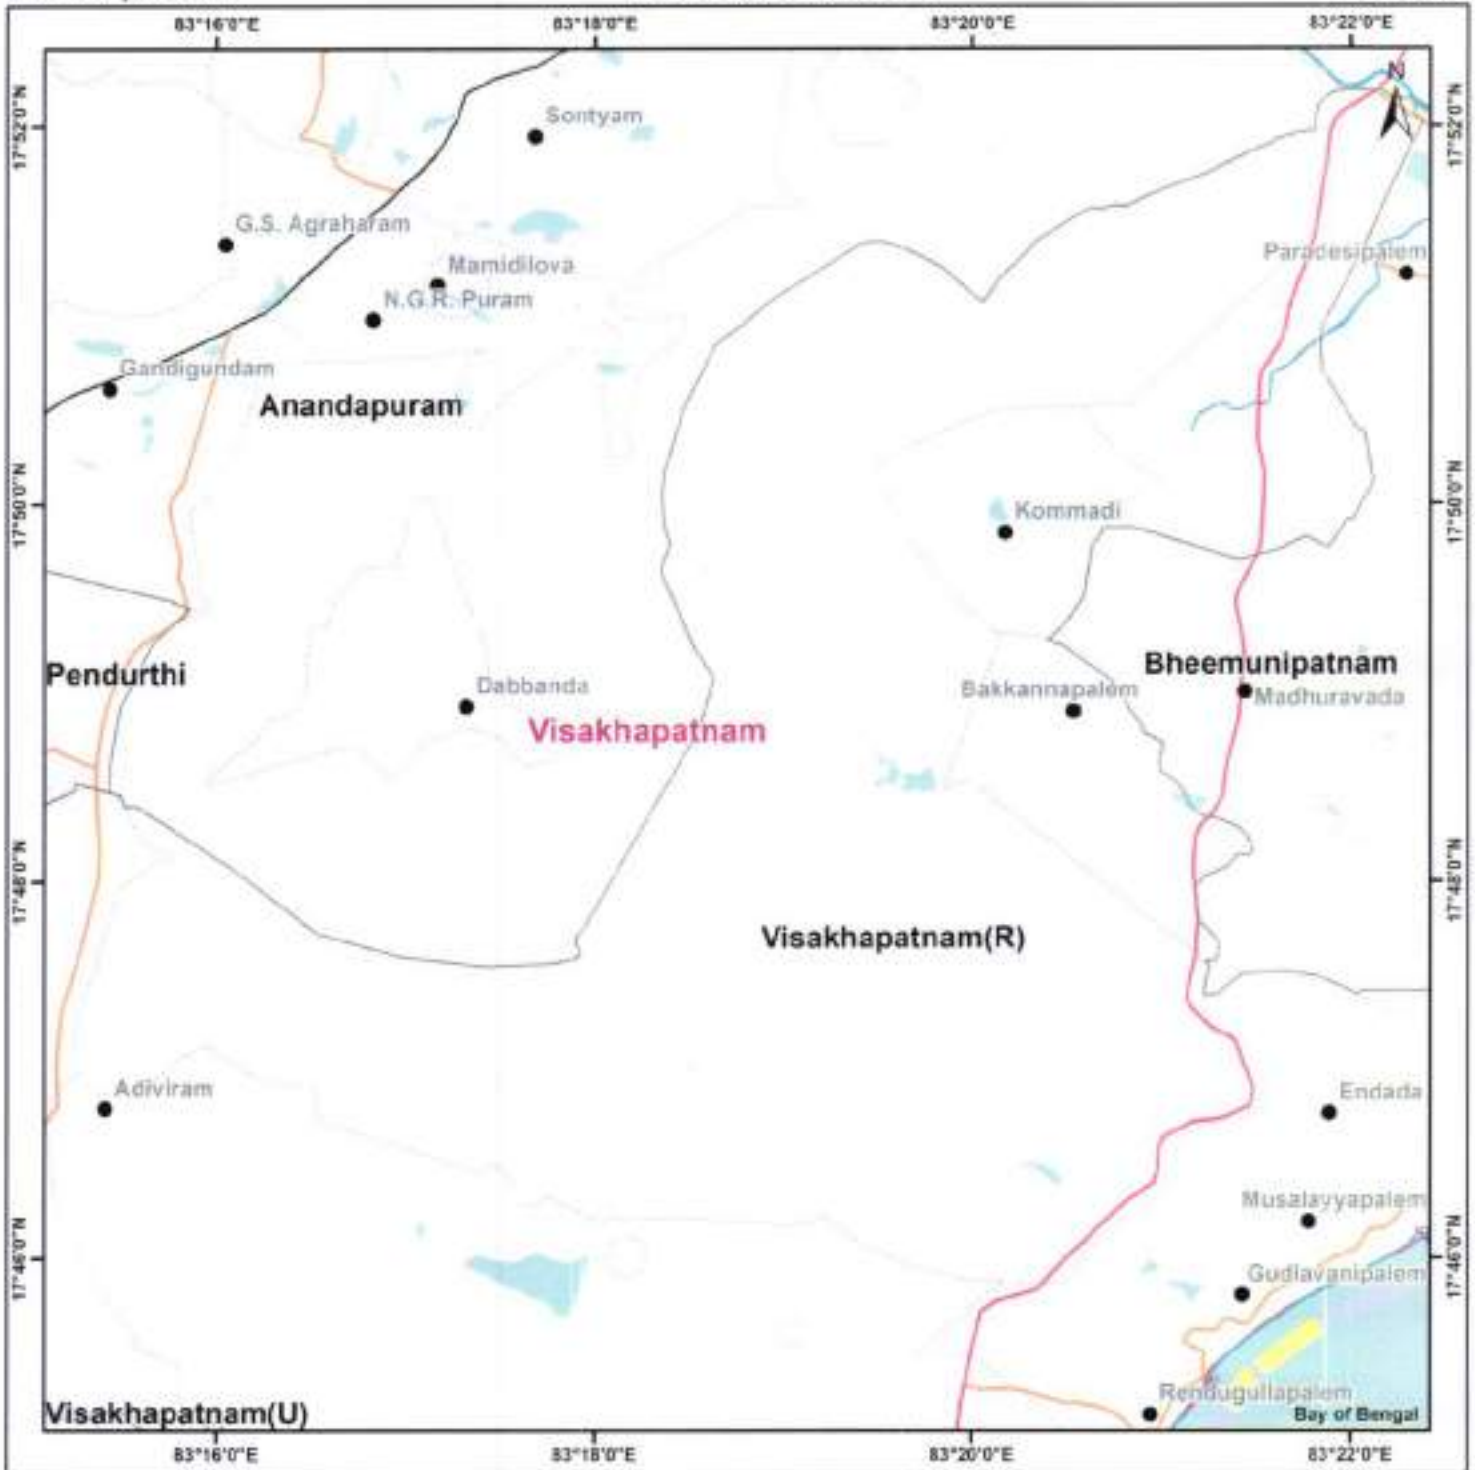 83°16'0"E 83°18'0"E 83°20'0"E 83°22'0"E
N
17°52'0"N 17°52'0"N
Sontyam
G.S. Agraharam
Paradesipalem
Mamidilova
N.G.R. Puram
Gandigundam
Anandapuram
17°50'0"N 17°50'0"N
Kommadi
Bheemunipatnam
Pendurthi
Dabbanda
Bakkannapalem
Madhuravada
Visakhapatnam
17°48'0"N 17°48'0"N
Visakhapatnam(R)
Adiviram
Endada
Musalayyapalem
17°46'0"N 17°46'0"N
Gudlavanipalem
Rendugullapalem
Visakhapatnam(U)
Bay of Bengal
83°16'0"E 83°18'0"E 83°20'0"E 83°22'0"E